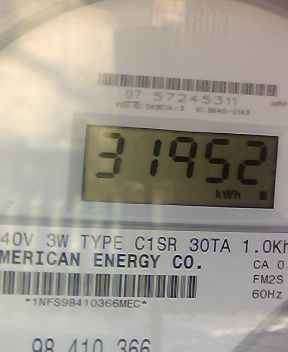 07 57245311
31952
kWh
40V 3W TYPE C1SR 30TA 1.0Kh
MERICAN ENERGY CO.
CA 0.
FM2S
60Hz
*1NFS98410366MEC*
98 410 366